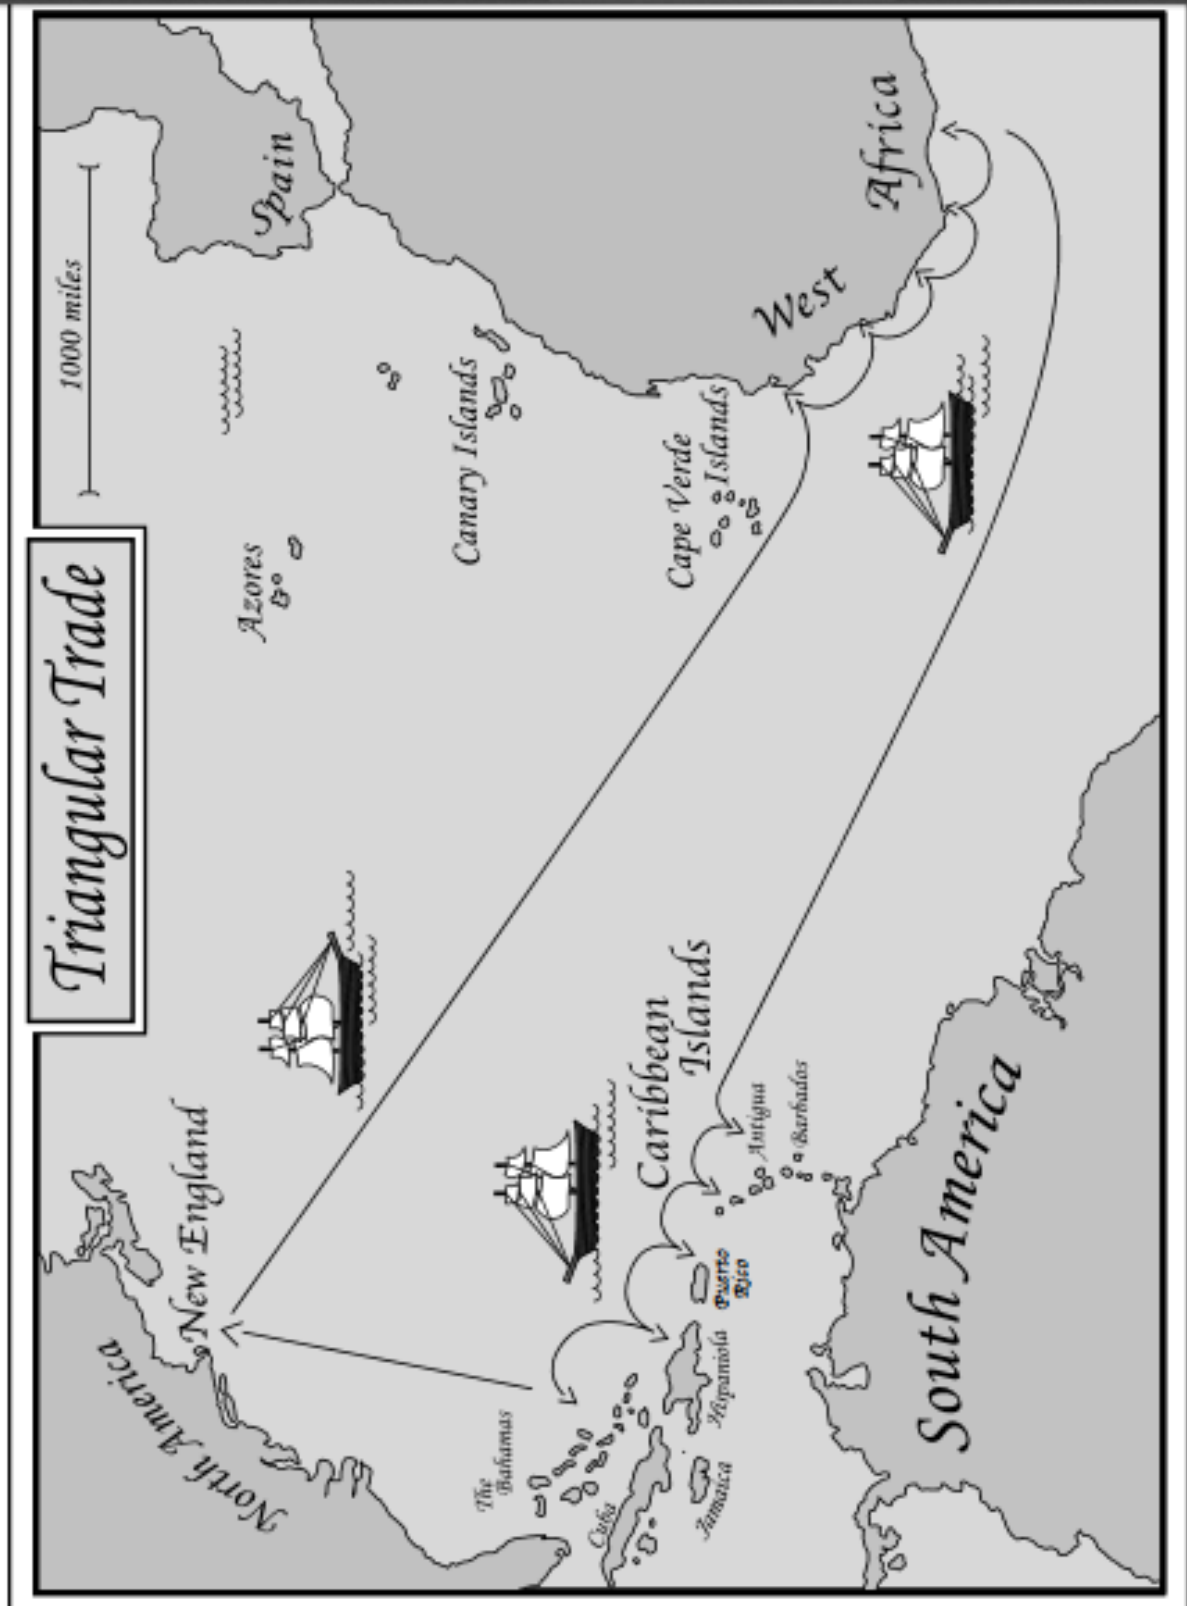 Triangular Trade
1000 miles
Spain
Azores
Canary Islands
Cape Verde
Islands
West
Africa
North America
New England
Caribbean
Islands
The
Bahamas
Cuba
Jamaica
Hispaniola
Puerto
Rico
Antigua
Barbados
South America